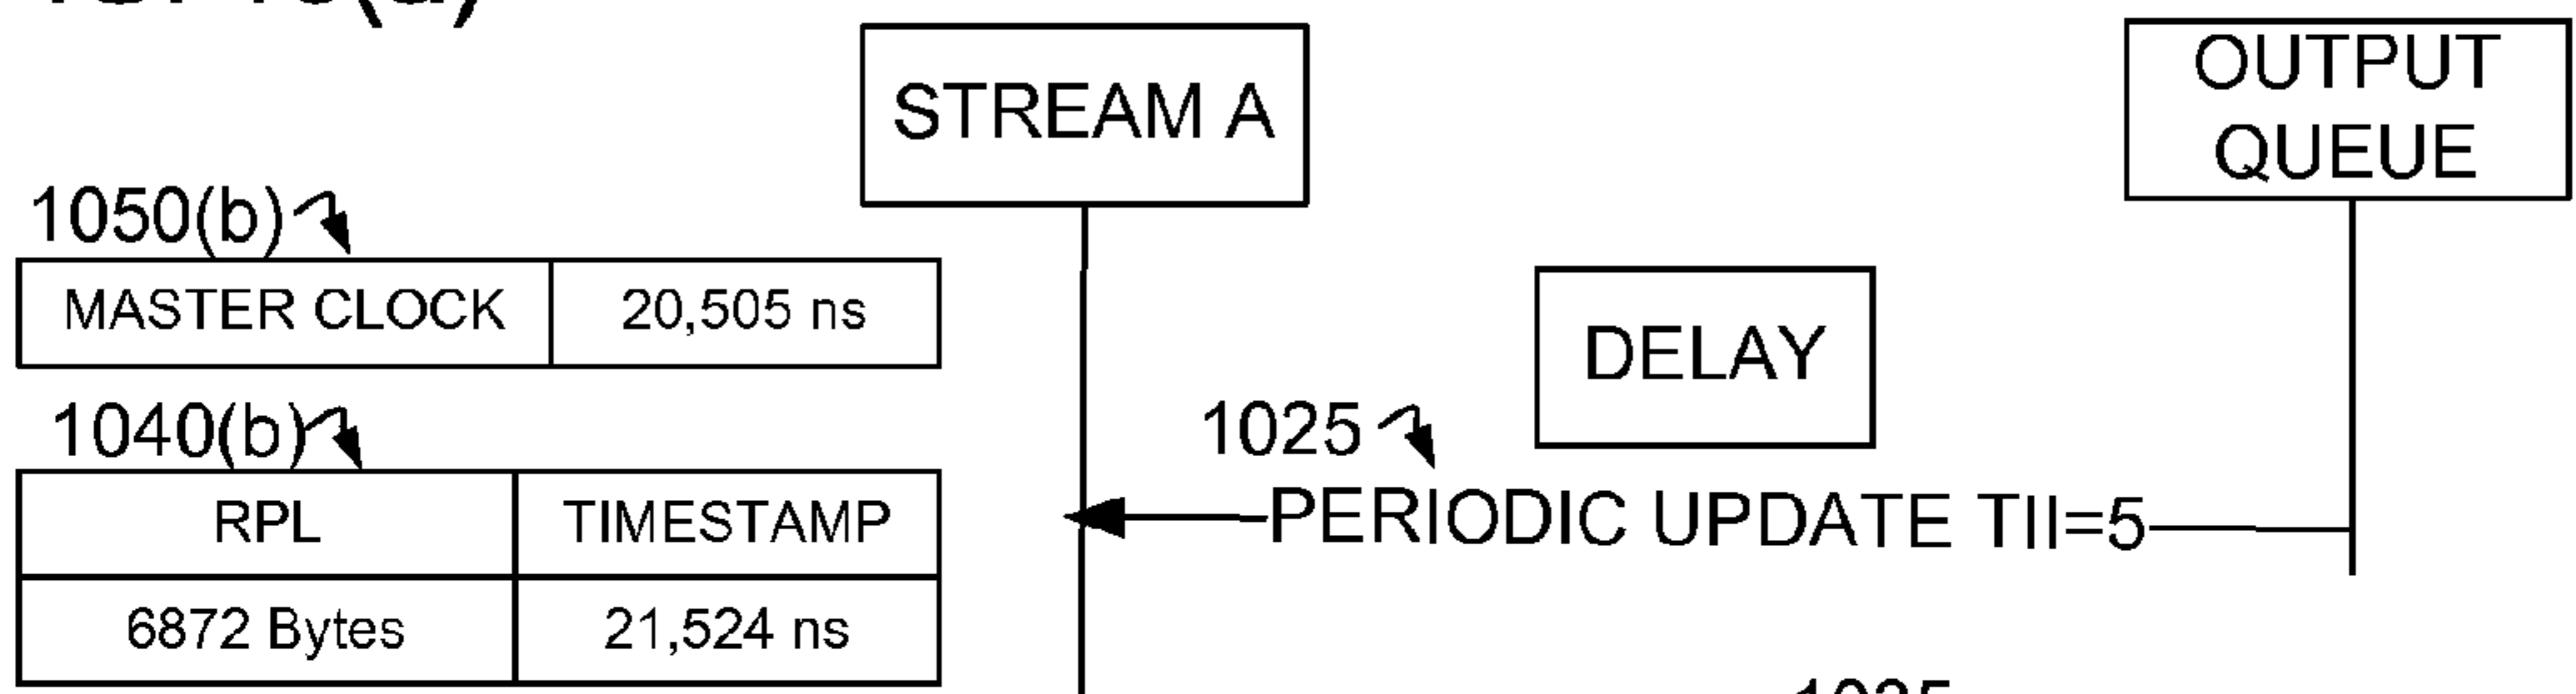 STREAM A
OUTPUT
QUEUE
1050(b)
MASTER CLOCK 20,505 ns
DELAY
1040(b)
1025
RPL TIMESTAMP
PERIODIC UPDATE TII=5
6872 Bytes 21,524 ns